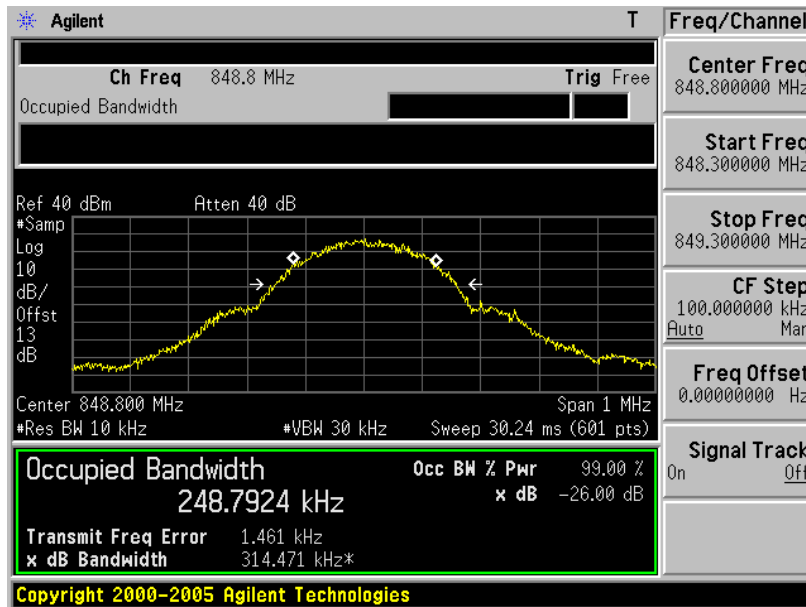 Agilent T Freq/Channel
Ch Freq 848.8 MHz Trig Free
Occupied Bandwidth
Center Freq
848.800000 MHz
Start Freq
848.300000 MHz
Stop Freq
849.300000 MHz
CF Step
100.000000 kHz
Auto Man
Freq Offset
0.00000000 Hz
Signal Track
On Off
Ref 40 dBm Atten 40 dB
#Samp
Log
10
dB/
Offst
13
dB
Center 848.800 MHz Span 1 MHz
#Res BW 10 kHz #VBW 30 kHz Sweep 30.24 ms (601 pts)
Occupied Bandwidth
248.7924 kHz
Occ BW % Pwr 99.00 %
x dB -26.00 dB
Transmit Freq Error 1.461 kHz
x dB Bandwidth 314.471 kHz*
Copyright 2000-2005 Agilent Technologies